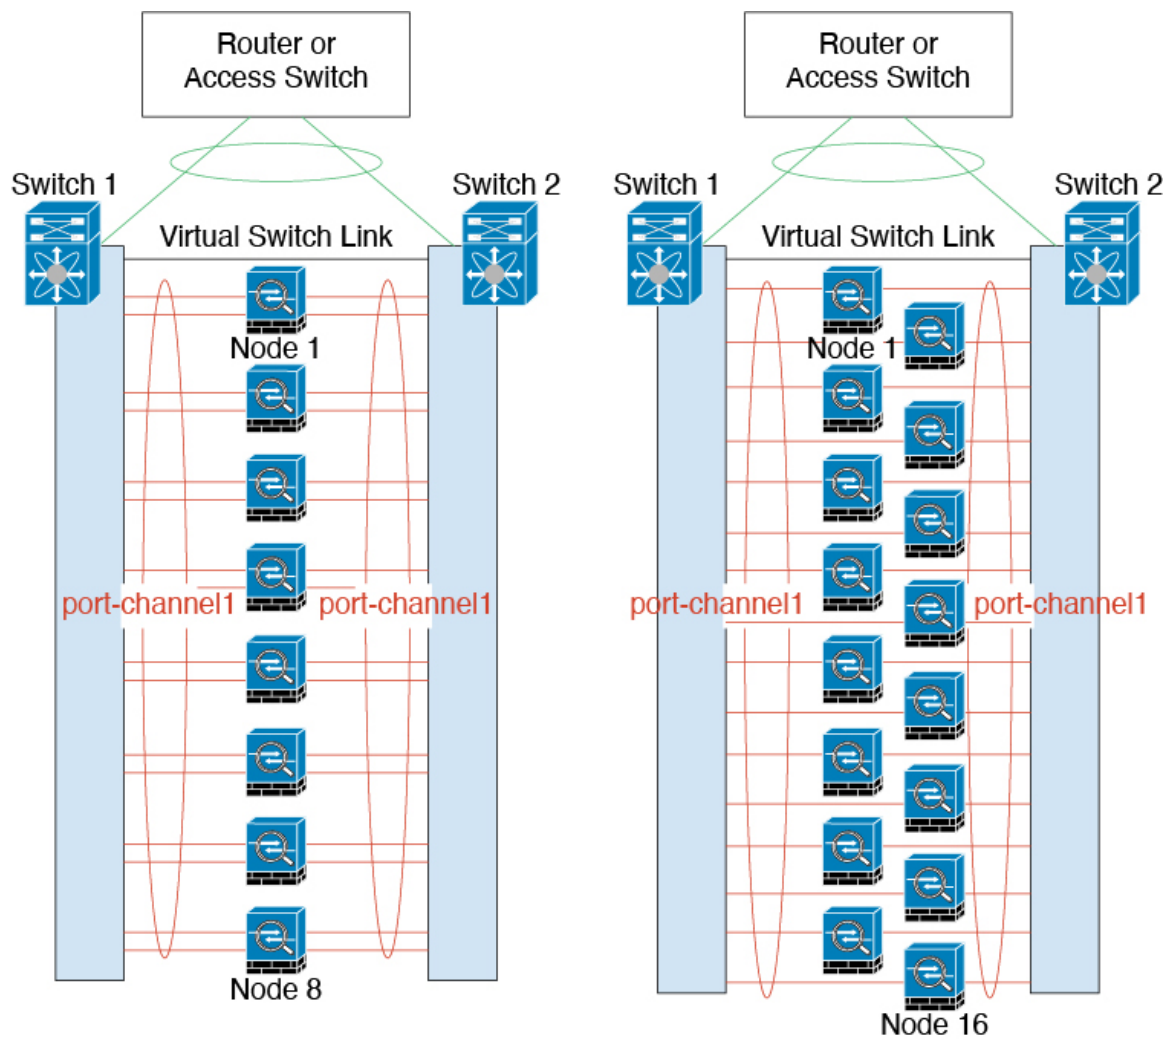 Router or
Access Switch
Switch 1
Switch 2
Virtual Switch Link
Node 1
port-channel1
port-channel1
Node 8
Router or
Access Switch
Switch 1
Switch 2
Virtual Switch Link
Node 1
port-channel1
port-channel1
Node 16